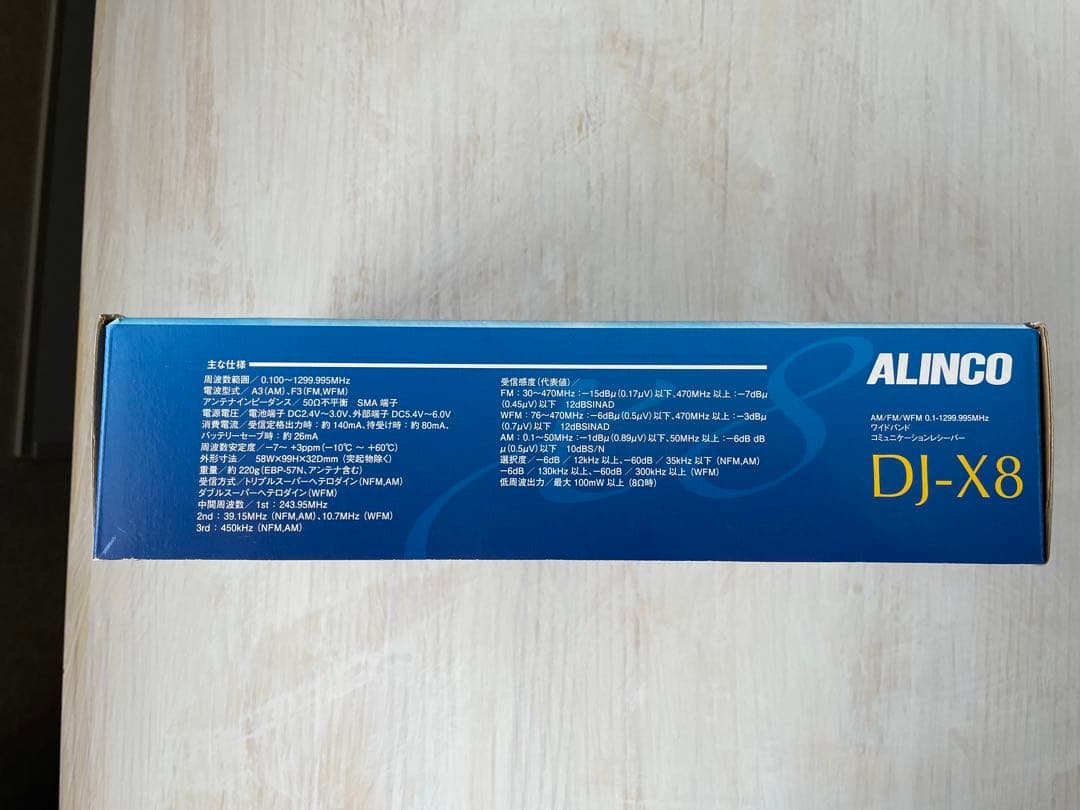 主な仕様
周波数範囲／0.100～1299.995MHz
電波型式／A3(AM)、F3(FM,WFM)
アンテナインピーダンス／50Ω不平衡 SMA 端子
電源電圧／電池端子 DC2.4V～3.0V、外部端子 DC5.4V～6.0V
消費電流／受信定格出力時：約 140mA、待受け時：約 80mA、
バッテリーセーブ時：約 26mA
周波数安定度／−7～ +3ppm（−10℃ ～ +60℃）
外形寸法／ 58W×99H×32Dmm（突起物除く）
重量／約 220g（EBP-57N、アンテナ含む）
受信方式／トリプルスーパーヘテロダイン（NFM,AM）
ダブルスーパーヘテロダイン（WFM）
中間周波数／ 1st：243.95MHz
2nd：39.15MHz（NFM,AM）、10.7MHz（WFM）
3rd：450kHz（NFM,AM）
受信感度（代表値）／
FM：30～470MHz：−15dBμ（0.17μV）以下、470MHz 以上：−7dBμ
（0.45μV）以下 12dBSINAD
WFM：76～470MHz：−6dBμ（0.5μV）以下、470MHz 以上：−3dBμ
（0.7μV）以下 12dBSINAD
AM：0.1～50MHz：−1dBμ（0.89μV）以下、50MHz 以上：−6dB dB
μ（0.5μV）以下 10dBS/N
選択度／−6dB／12kHz 以上、−60dB／35kHz 以下（NFM,AM）
−6dB／130kHz 以上、−60dB／300kHz 以上（WFM）
低周波出力／最大 100mW 以上（8Ω時）
ALINCO
AM/FM/WFM 0.1-1299.995MHz
ワイドバンド
コミュニケーションレシーバー
DJ-X8